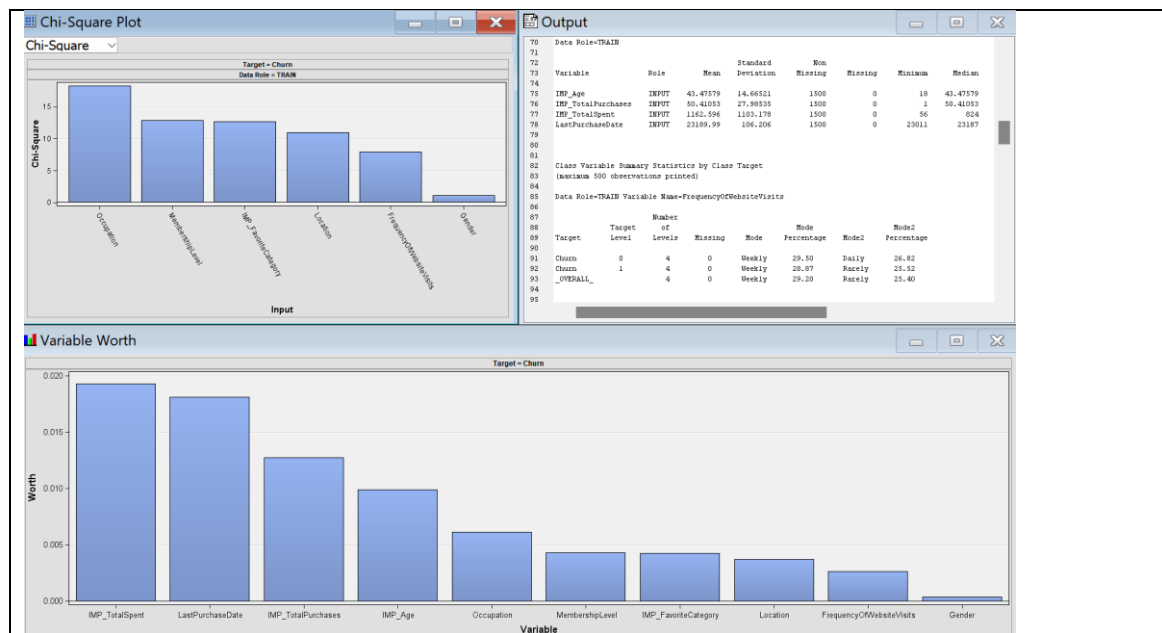 Chi-Square Plot
Chi-Square
Target = Churn
Data Role = TRAIN
Chi-Square
15
10
5
0
Occupation
MembershipLevel
IMP_FavoriteCategory
Location
FrequencyOfWebsiteVisits
Gender
Input
Output
70 Data Role=TRAIN
71
72 Standard Non
73 Variable Role Mean Deviation Missing Missing Minimum Median
74
75 IMP_Age INPUT 43.47579 14.66521 1500 0 18 43.47579
76 IMP_TotalPurchases INPUT 50.41053 27.98535 1500 0 1 50.41053
77 IMP_TotalSpent INPUT 1162.596 1183.178 1500 0 56 824
78 LastPurchaseDate INPUT 23189.99 106.206 1500 0 23011 23187
79
80
81
82 Class Variable Summary Statistics by Class Target
83 (maximum 500 observations printed)
84
85 Data Role=TRAIN Variable Name=FrequencyOfWebsiteVisits
86
87 Number
88 Target of Mode Mode2
89 Target Level Levels Missing Mode Percentage Mode2 Percentage
90
91 Churn 0 4 0 Weekly 29.50 Daily 26.82
92 Churn 1 4 0 Weekly 28.87 Rarely 25.52
93 _OVERALL_ 4 0 Weekly 29.20 Rarely 25.40
94
95
Variable Worth
Target = Churn
Worth
0.020
0.015
0.010
0.005
0.000
IMP_TotalSpent
LastPurchaseDate
IMP_TotalPurchases
IMP_Age
Occupation
MembershipLevel
IMP_FavoriteCategory
Location
FrequencyOfWebsiteVisits
Gender
Variable